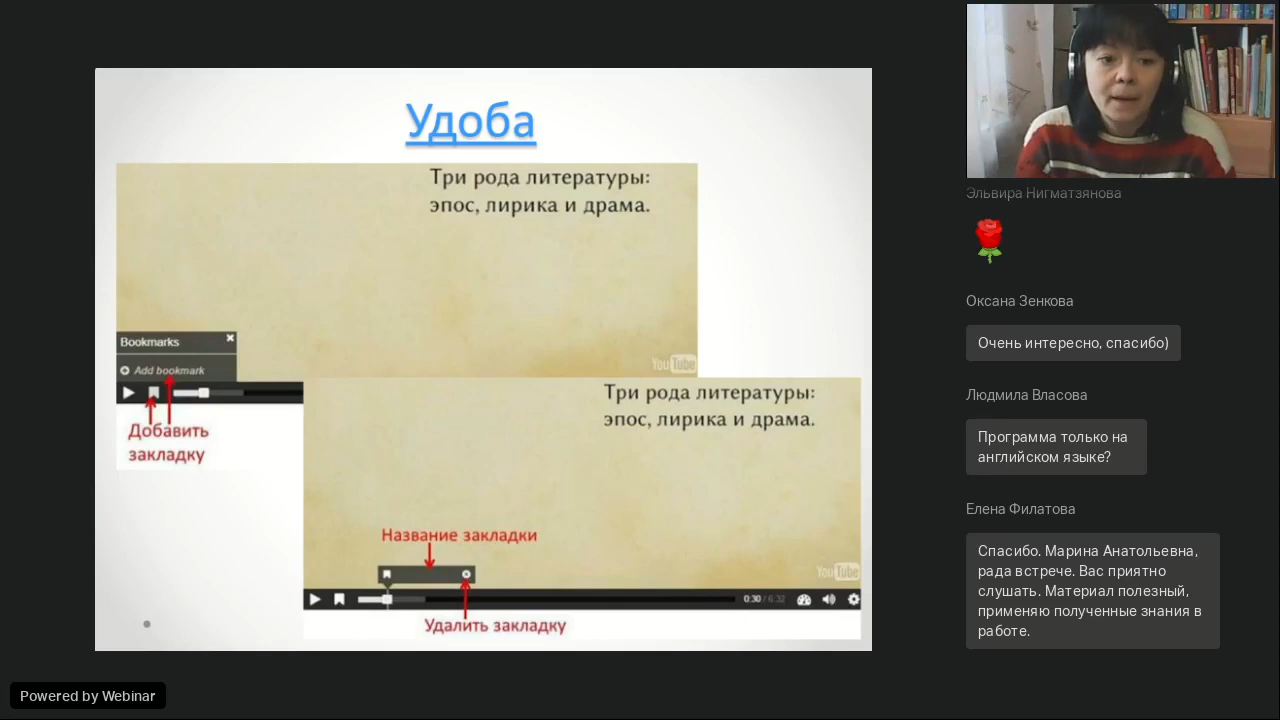 Удоба
Три рода литературы:
эпос, лирика и драма.
Bookmarks
Add bookmark
YouTube
Добавить
закладку
Три рода литературы:
эпос, лирика и драма.
Название закладки
YouTube
0:30 / 6:32
Удалить закладку
Эльвира Нигматзянова
Оксана Зенкова
Очень интересно, спасибо)
Людмила Власова
Программа только на
английском языке?
Елена Филатова
Спасибо. Марина Анатольевна,
рада встрече. Вас приятно
слушать. Материал полезный,
применяю полученные знания в
работе.
Powered by Webinar